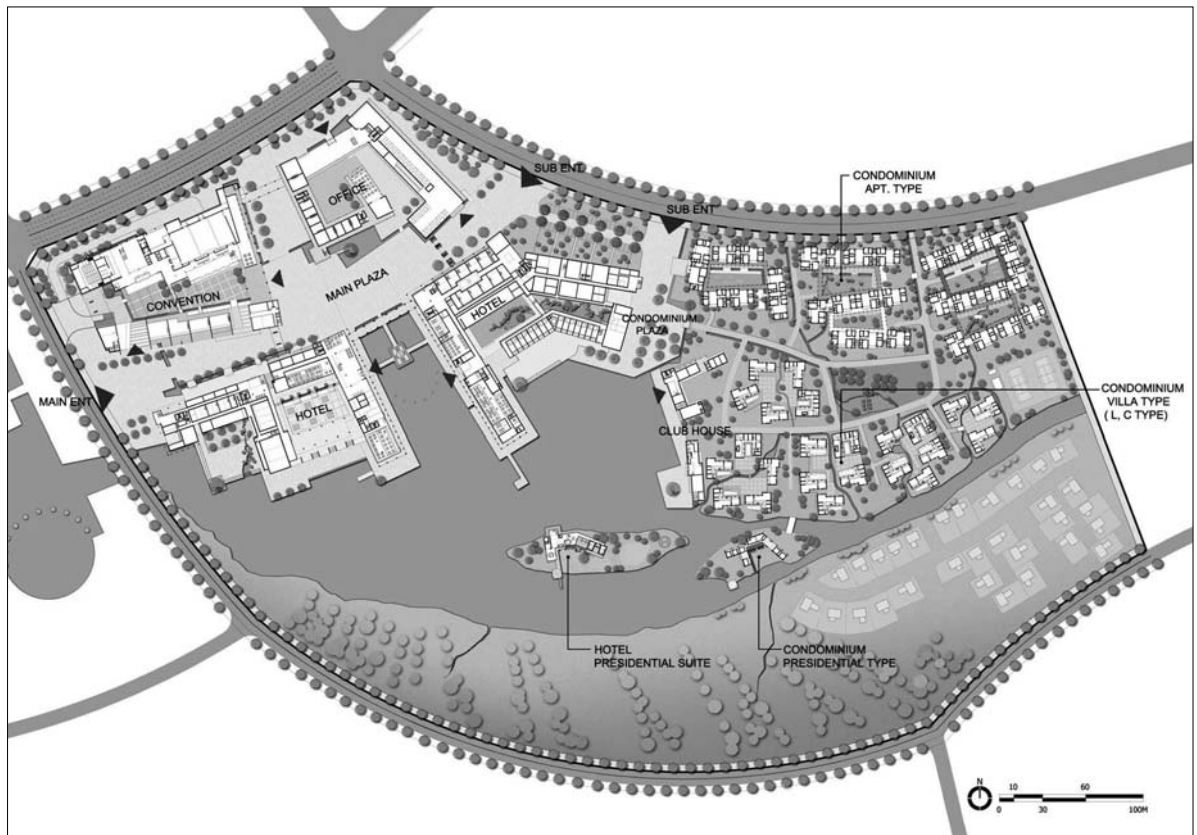 SUB ENT.
CONDOMINIUM
APT. TYPE
OFFICE
SUB ENT
MAIN PLAZA
CONVENTION
HOTEL
CONDOMINIUM
PLAZA
MAIN ENT
HOTEL
CONDOMINIUM
VILLA TYPE
( L, C TYPE)
CLUB HOUSE
HOTEL
PRESIDENTIAL SUITE
CONDOMINIUM
PRESIDENTIAL TYPE
N
10 60
0 30 100M